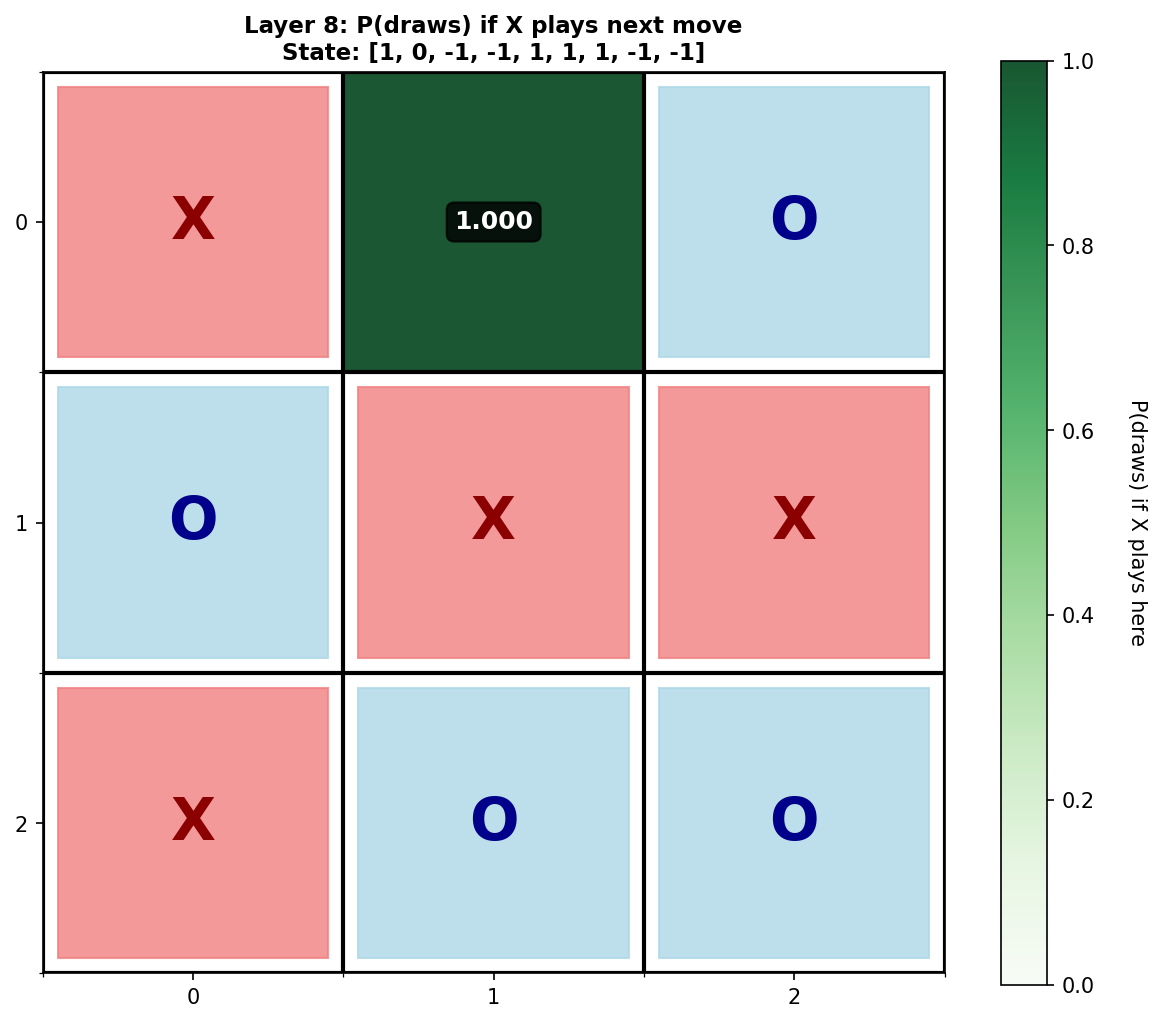 Layer 8: P(draws) if X plays next move
State: [1, 0, -1, -1, 1, 1, 1, -1, -1]
X
1.000
O
O
X
X
X
O
O
0
1
2
0
1
2
1.0
0.8
0.6
0.4
0.2
0.0
P(draws) if X plays here